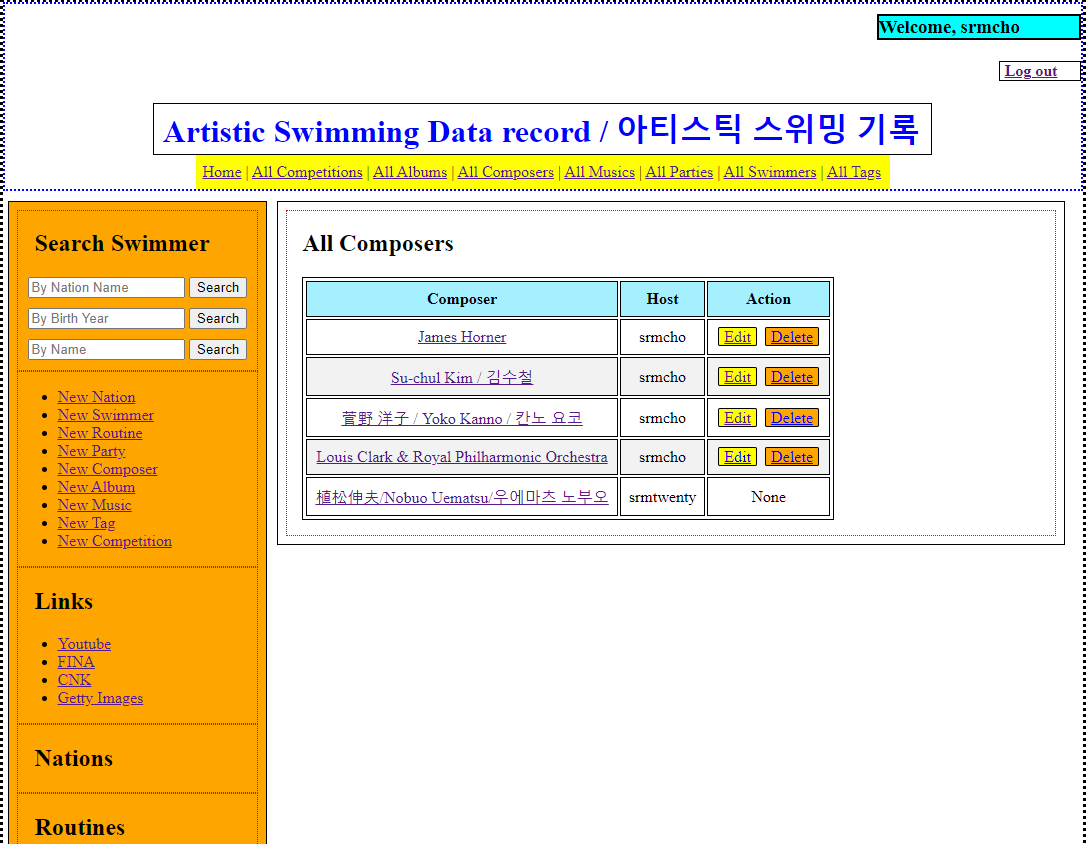 Welcome, srmcho
Log out
Artistic Swimming Data record / 아티스틱 스위밍 기록
Home | All Competitions | All Albums | All Composers | All Musics | All Parties | All Swimmers | All Tags
Search Swimmer
By Nation Name Search
By Birth Year Search
By Name Search
New Nation
New Swimmer
New Routine
New Party
New Composer
New Album
New Music
New Tag
New Competition
Links
Youtube
FINA
CNK
Getty Images
Nations
Routines
All Composers
Composer Host Action
James Horner srmcho Edit Delete
Su-chul Kim / 김수철 srmcho Edit Delete
菅野 洋子 / Yoko Kanno / 칸노 요코 srmcho Edit Delete
Louis Clark & Royal Philharmonic Orchestra srmcho Edit Delete
植松伸夫/Nobuo Uematsu/우에마츠 노부오 srmtwenty None